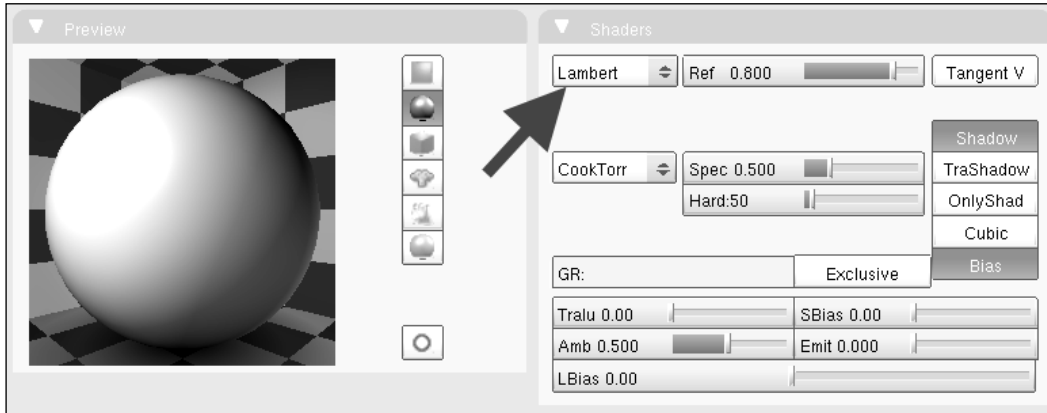 Preview
Shaders
Lambert
Ref 0.800
Tangent V
Shadow
CookTorr
Spec 0.500
TraShadow
Hard:50
OnlyShad
Cubic
GR:
Exclusive
Bias
Tralu 0.00
SBias 0.00
Amb 0.500
Emit 0.000
LBias 0.00